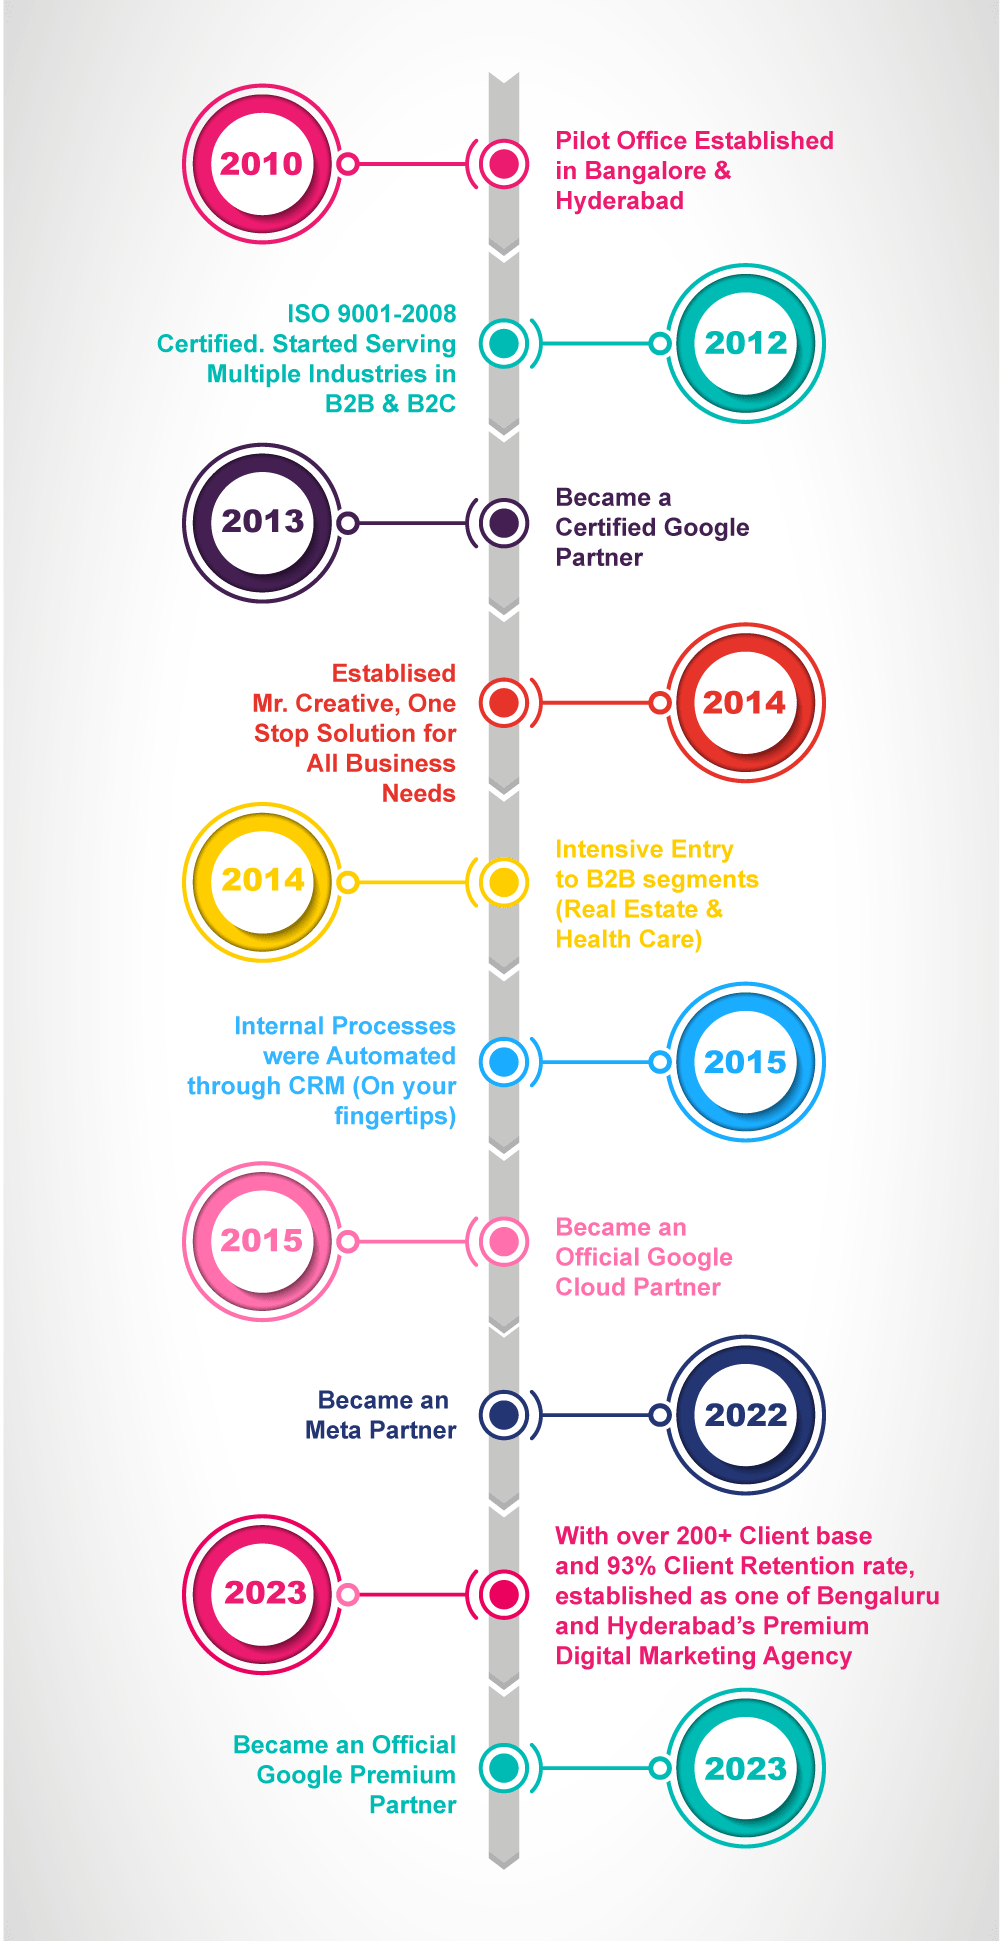 2010
Pilot Office Established
in Bangalore &
Hyderabad
ISO 9001-2008
Certified. Started Serving
Multiple Industries in
B2B & B2C
2012
2013
Became a
Certified Google
Partner
Establised
Mr. Creative, One
Stop Solution for
All Business
Needs
2014
2014
Intensive Entry
to B2B segments
(Real Estate &
Health Care)
Internal Processes
were Automated
through CRM (On your
fingertips)
2015
2015
Became an
Official Google
Cloud Partner
Became an
Meta Partner
2022
2023
With over 200+ Client base
and 93% Client Retention rate,
established as one of Bengaluru
and Hyderabad’s Premium
Digital Marketing Agency
Became an Official
Google Premium
Partner
2023